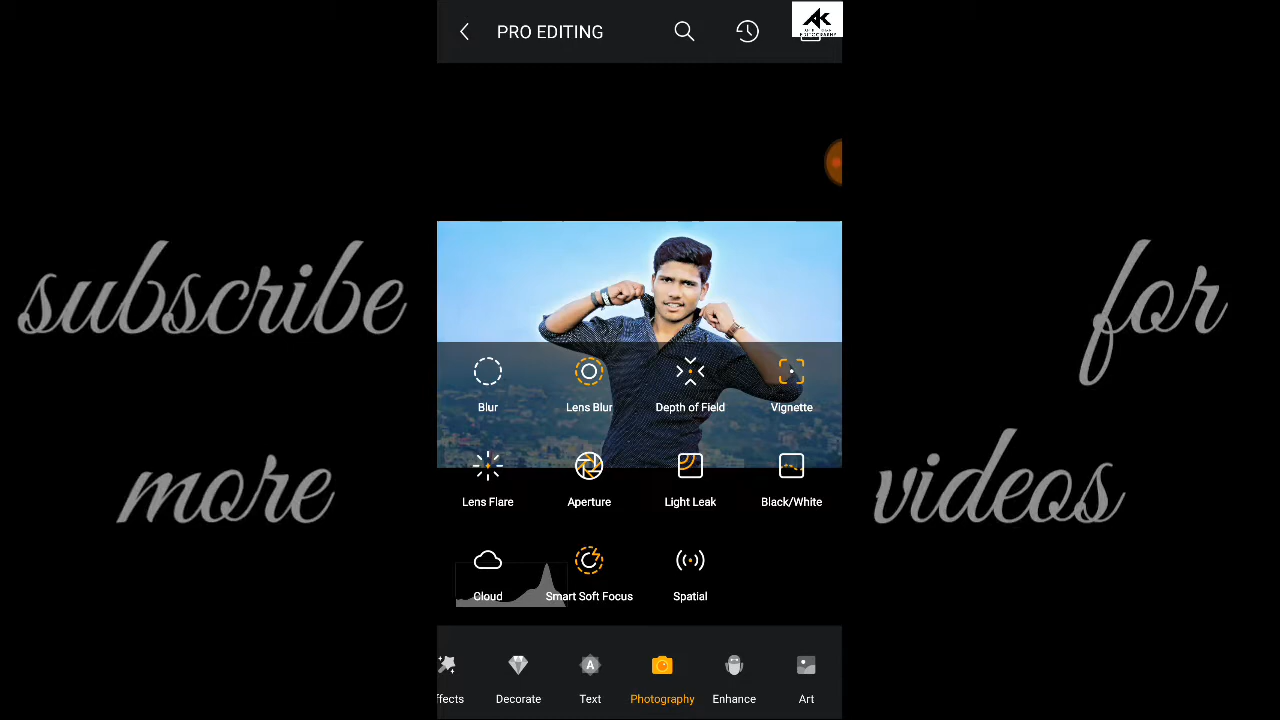 PRO EDITING
AK
subscribe
for
more
videos
Blur
Lens Blur
Depth of Field
Vignette
Lens Flare
Aperture
Light Leak
Black/White
Cloud
Smart Soft Focus
Spatial
ffects
Decorate
A
Text
Photography
Enhance
Art